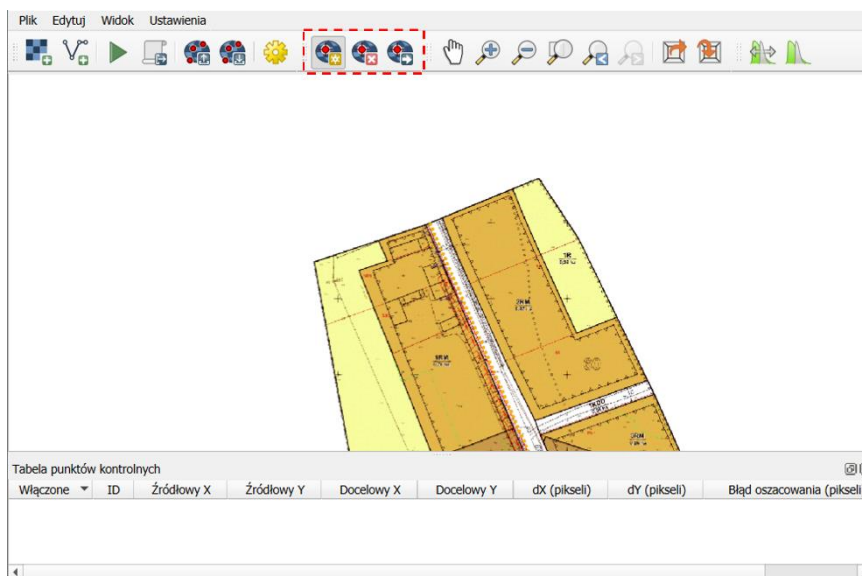 Plik Edytuj Widok Ustawienia
Tabela punktów kontrolnych
Włączone ID Źródłowy X Źródłowy Y Docelowy X Docelowy Y dX (pikseli) dY (pikseli) Błąd oszacowania (pikseli